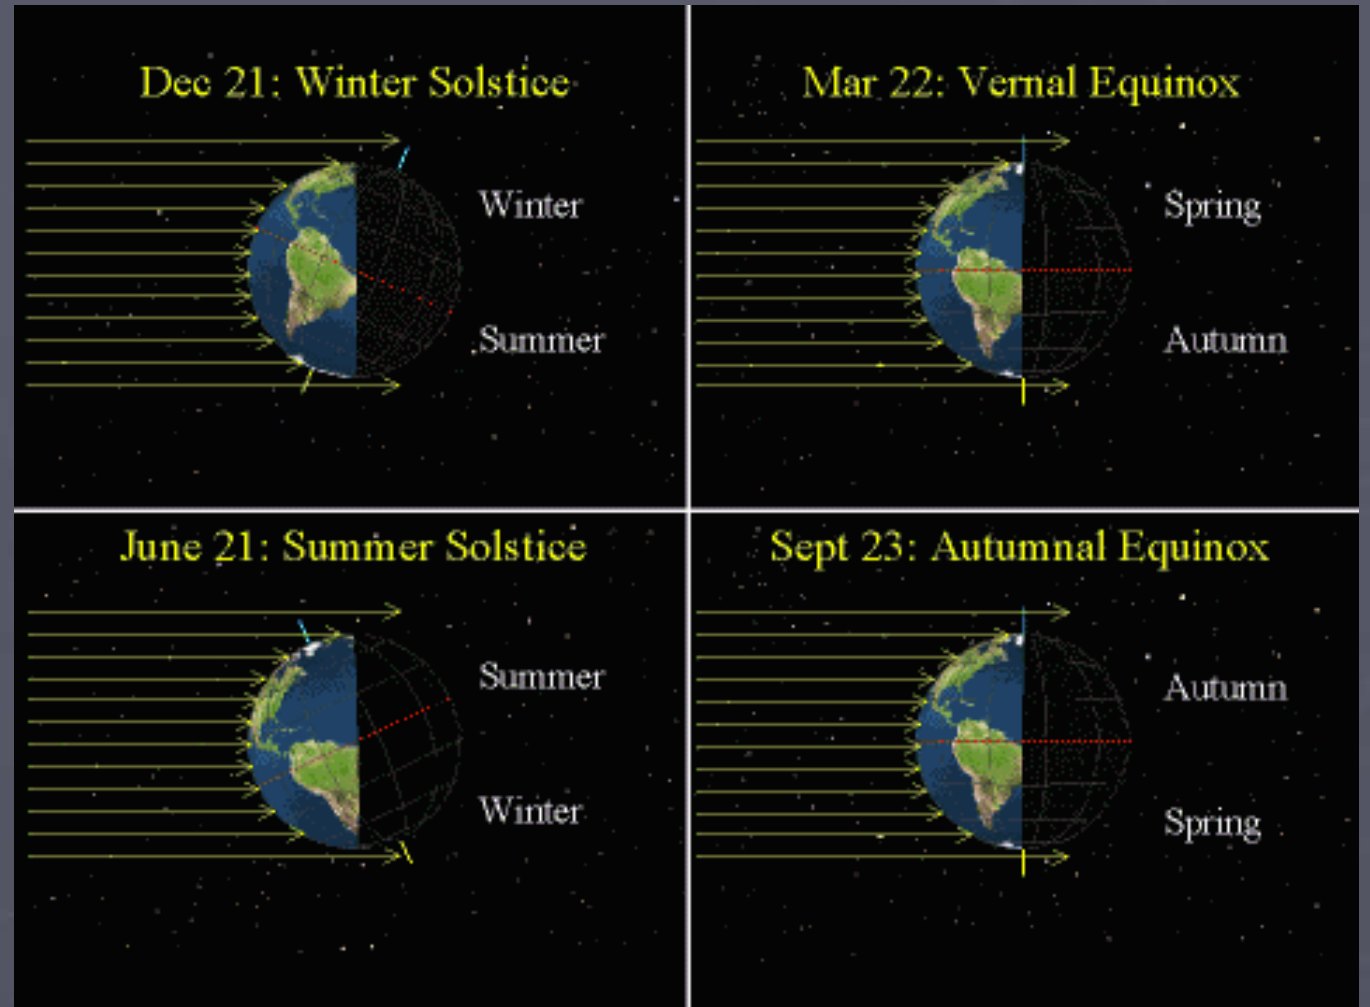 Dec 21: Winter Solstice
Winter
Summer
Mar 22: Vernal Equinox
Spring
Autumn
June 21: Summer Solstice
Summer
Winter
Sept 23: Autumnal Equinox
Autumn
Spring